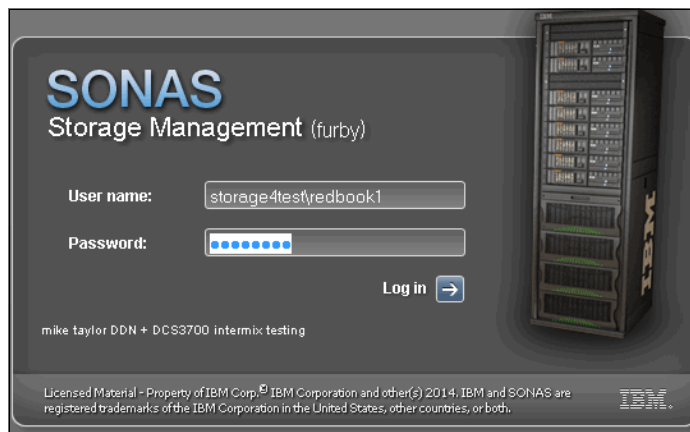 SONAS
Storage Management (furby)
User name: storage4test\redbook1
Password: ●●●●●●●●
Log in
mike taylor DDN + DCS3700 intermix testing
Licensed Material - Property of IBM Corp.© IBM Corporation and other(s) 2014. IBM and SONAS are
registered trademarks of the IBM Corporation in the United States, other countries, or both.
IBM.
IBM